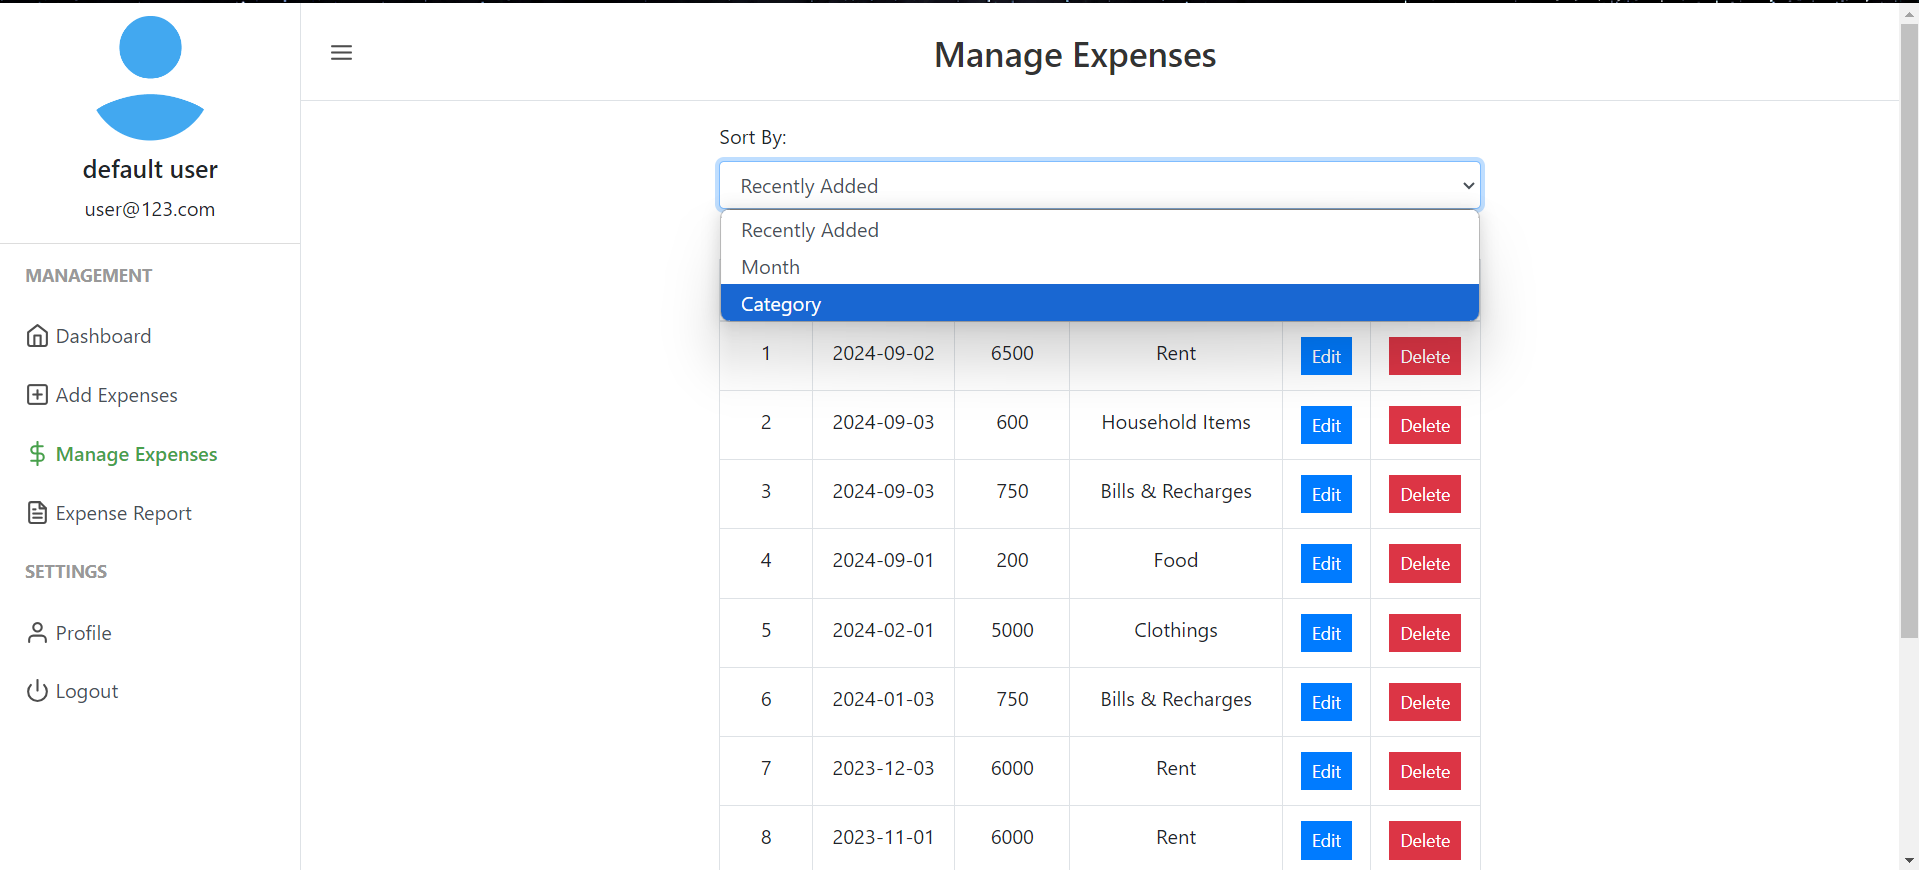 default user
user@123.com
MANAGEMENT
Dashboard
Add Expenses
Manage Expenses
Expense Report
SETTINGS
Profile
Logout
Manage Expenses
Sort By:
Recently Added
Recently Added
Month
Category
1 2024-09-02 6500 Rent Edit Delete
2 2024-09-03 600 Household Items Edit Delete
3 2024-09-03 750 Bills & Recharges Edit Delete
4 2024-09-01 200 Food Edit Delete
5 2024-02-01 5000 Clothings Edit Delete
6 2024-01-03 750 Bills & Recharges Edit Delete
7 2023-12-03 6000 Rent Edit Delete
8 2023-11-01 6000 Rent Edit Delete